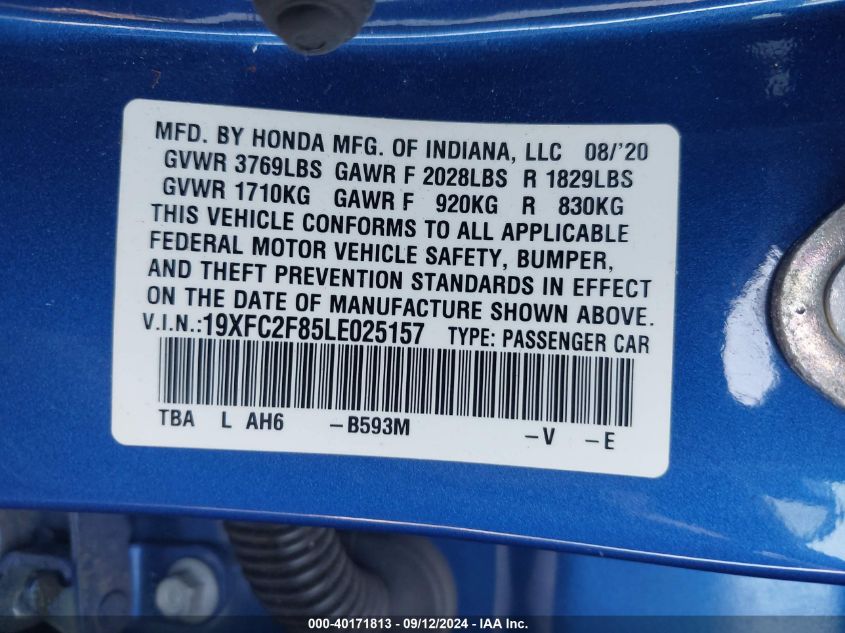 MFD. BY HONDA MFG. OF INDIANA, LLC 08/'20
GVWR 3769LBS GAWR F 2028LBS R 1829LBS
GVWR 1710KG GAWR F 920KG R 830KG
THIS VEHICLE CONFORMS TO ALL APPLICABLE
FEDERAL MOTOR VEHICLE SAFETY, BUMPER,
AND THEFT PREVENTION STANDARDS IN EFFECT
ON THE DATE OF MANUFACTURE SHOWN ABOVE.
V.I.N.:19XFC2F85LE025157 TYPE: PASSENGER CAR
TBA L AH6 -B593M -V -E
000-40171813 - 09/12/2024 - IAA Inc.